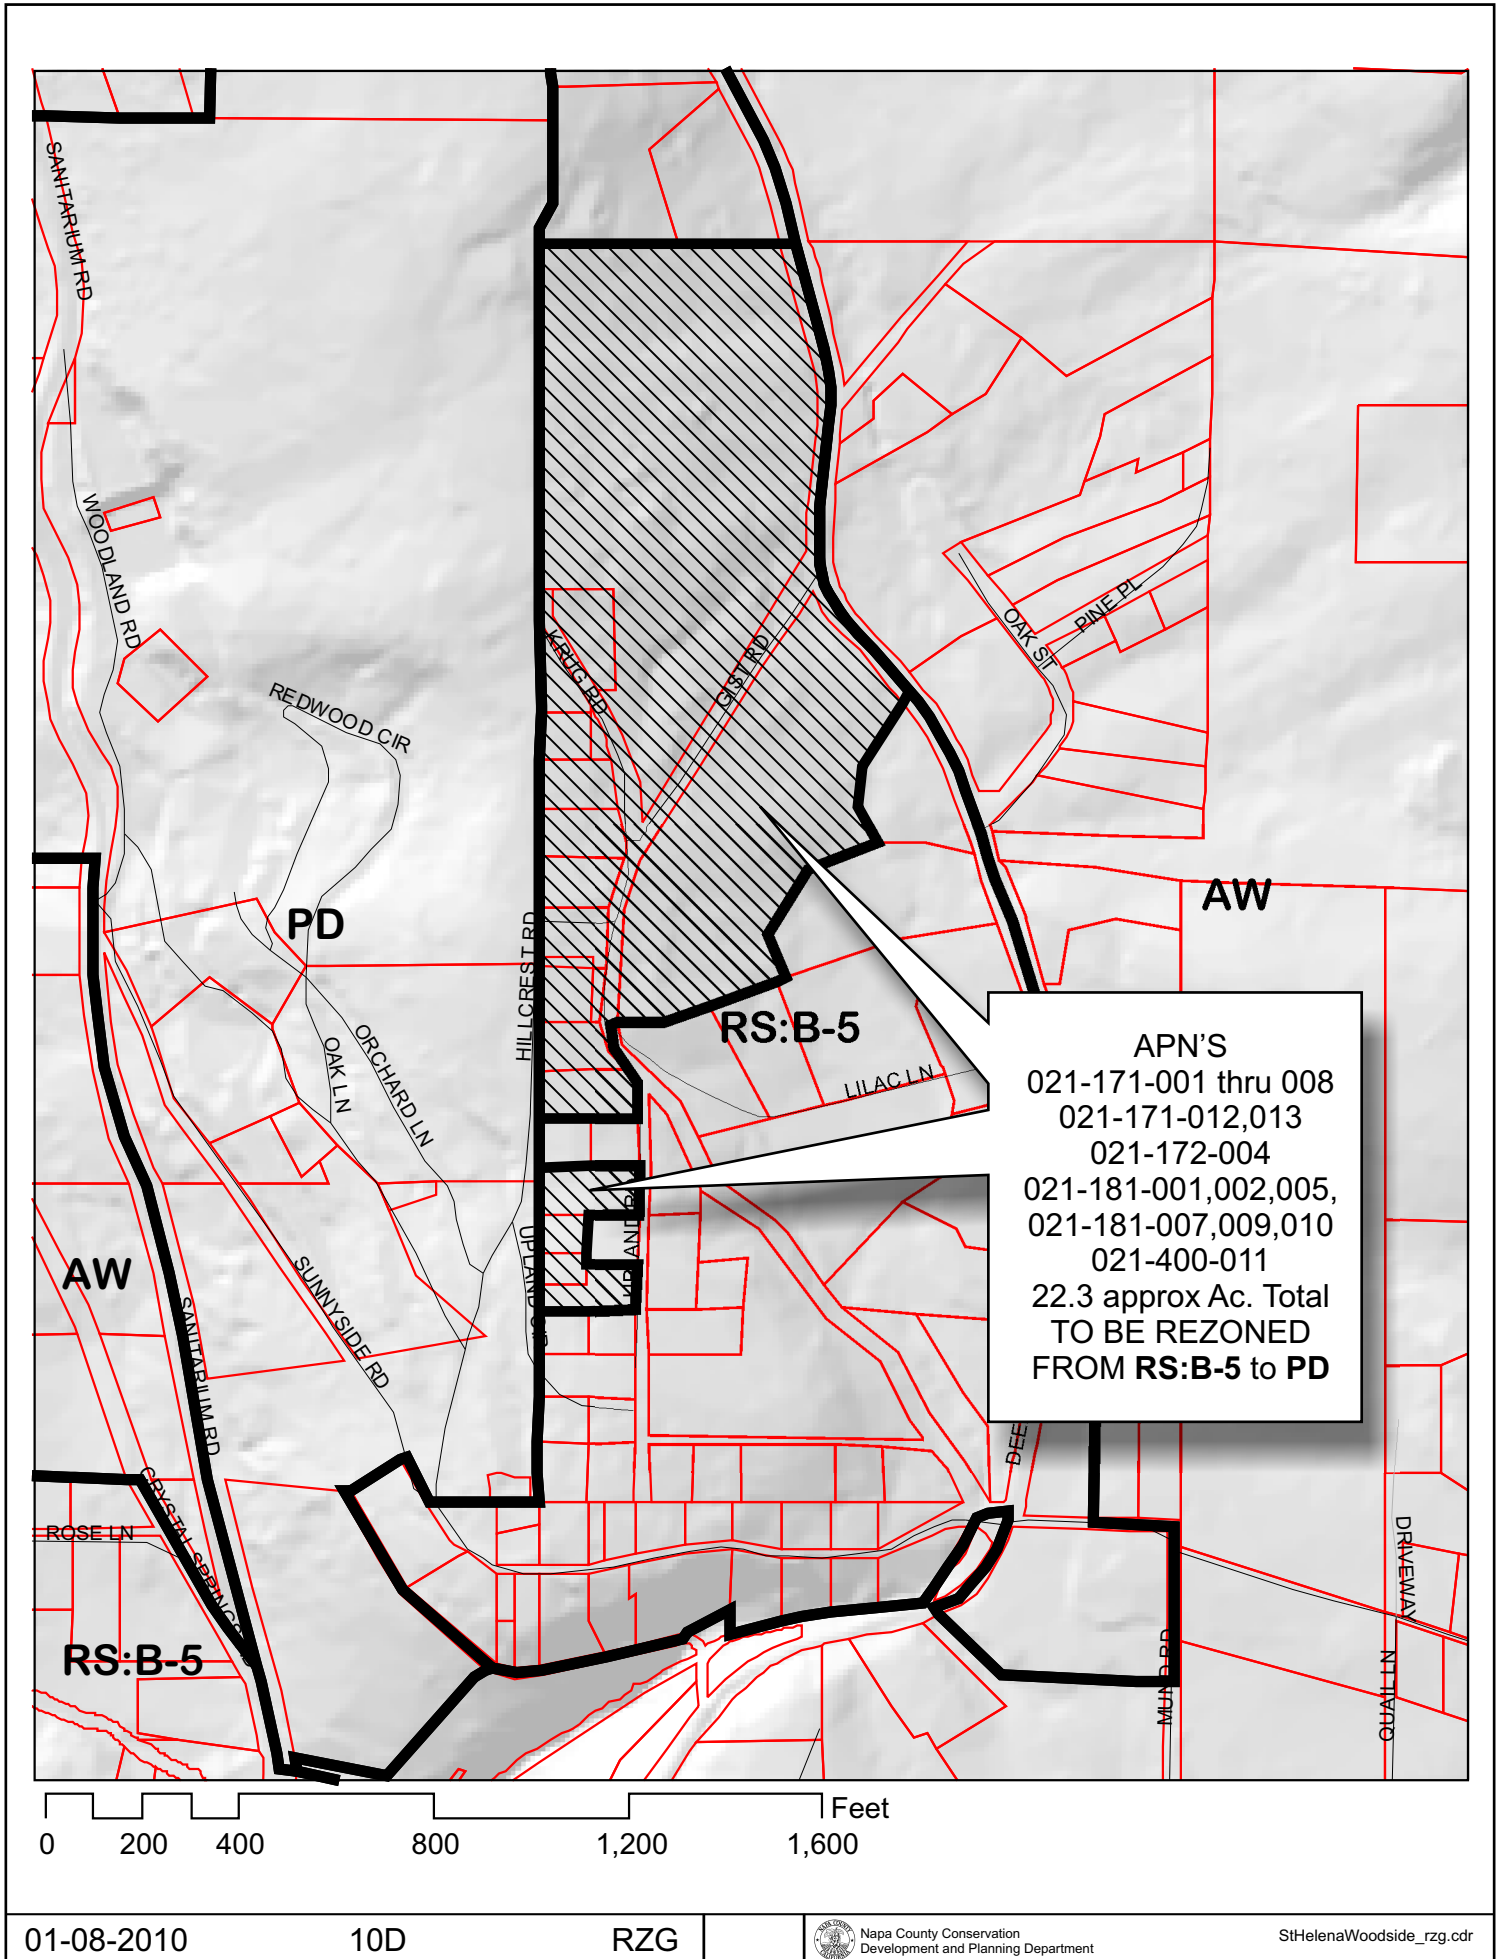 SANITARIUM RD
WOODLAND RD
REDWOOD CIR
KRUG RD
GIST RD
OAK ST
PINE PL
PD
AW
HILLCREST RD
RS:B-5
ORCHARD LN
OAK LN
LILAC LN
APN'S
021-171-001 thru 008
021-171-012,013
021-172-004
021-181-001,002,005,
021-181-007,009,010
021-400-011
22.3 approx Ac. Total
TO BE REZONED
FROM RS:B-5 to PD
AW
SUNNYSIDE RD
SANITARIUM RD
UPLAND CIR
UPLAND R
DEE
CRYSTAL SPRINGS
ROSE LN
RS:B-5
MUND RD
DRIVEWAY
QUAIL LN
Feet
0 200 400 800 1,200 1,600
01-08-2010 10D RZG
Napa County Conservation
Development and Planning Department
StHelenaWoodside_rzg.cdr